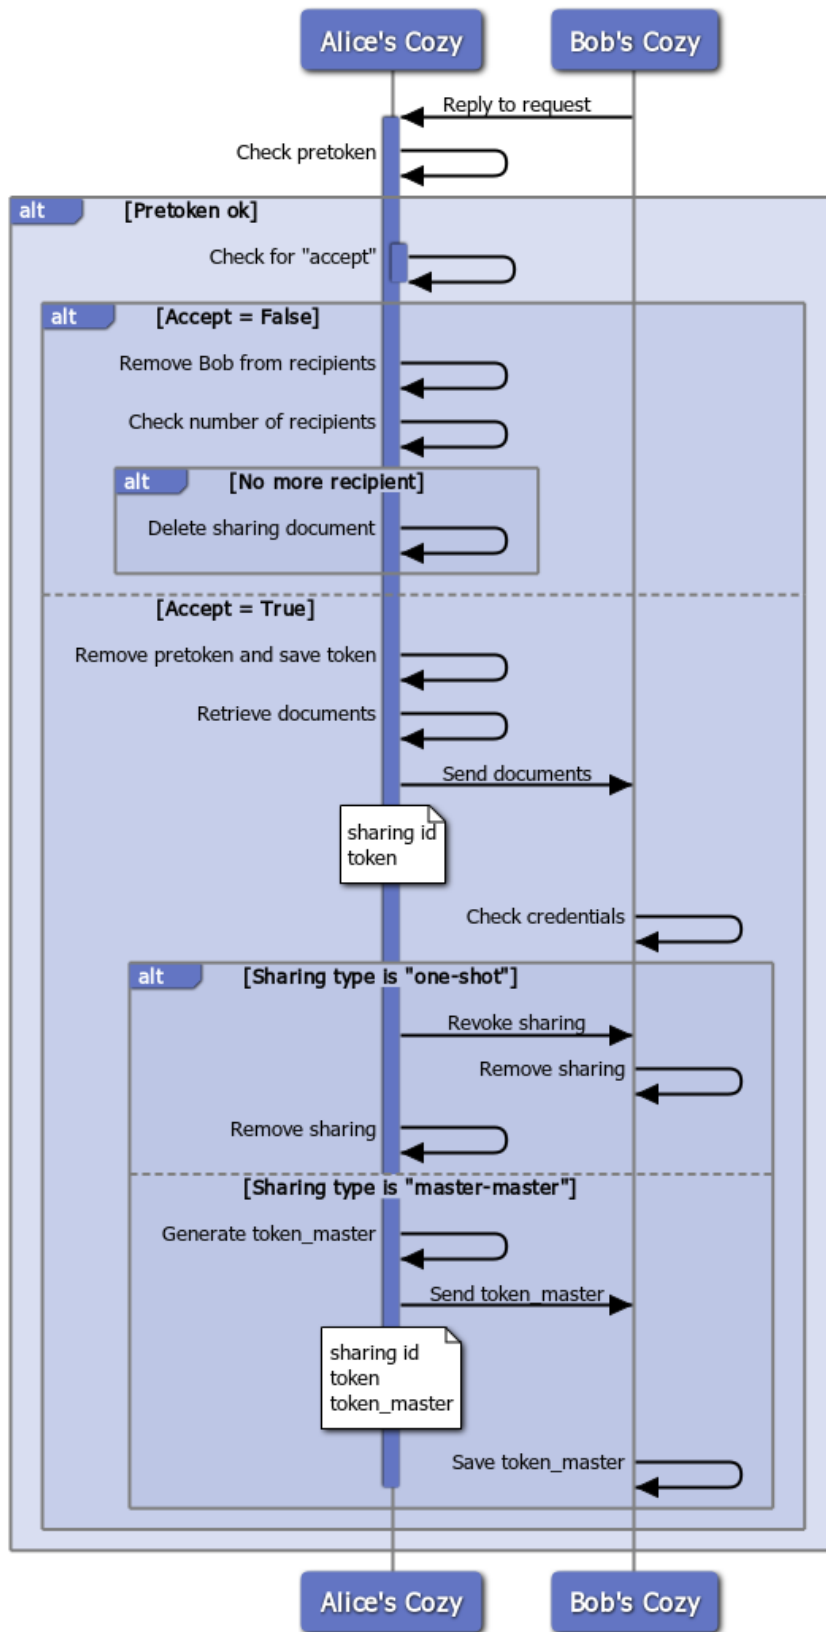 Alice's Cozy
Bob's Cozy
Reply to request
Check pretoken
alt [Pretoken ok]
Check for "accept"
alt [Accept = False]
Remove Bob from recipients
Check number of recipients
alt [No more recipient]
Delete sharing document
[Accept = True]
Remove pretoken and save token
Retrieve documents
Send documents
sharing id
token
Check credentials
alt [Sharing type is "one-shot"]
Revoke sharing
Remove sharing
Remove sharing
[Sharing type is "master-master"]
Generate token_master
Send token_master
sharing id
token
token_master
Save token_master
Alice's Cozy
Bob's Cozy